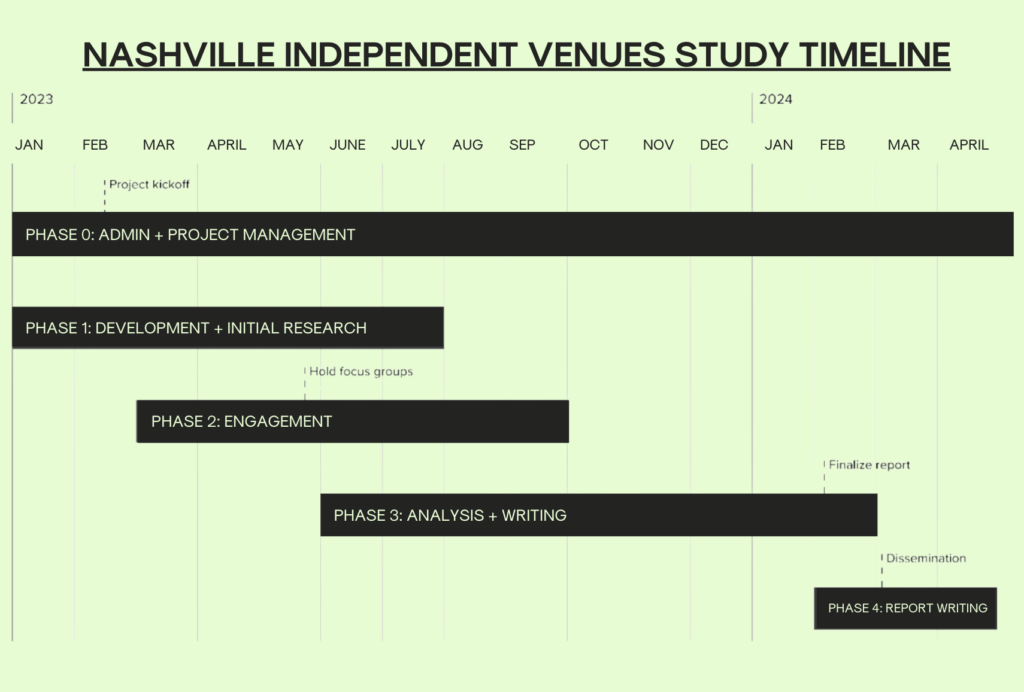 NASHVILLE INDEPENDENT VENUES STUDY TIMELINE
2023 2024
JAN FEB MAR APRIL MAY JUNE JULY AUG SEP OCT NOV DEC JAN FEB MAR APRIL
Project kickoff
PHASE 0: ADMIN + PROJECT MANAGEMENT
PHASE 1: DEVELOPMENT + INITIAL RESEARCH
Hold focus groups
PHASE 2: ENGAGEMENT
Finalize report
PHASE 3: ANALYSIS + WRITING
Dissemination
PHASE 4: REPORT WRITING